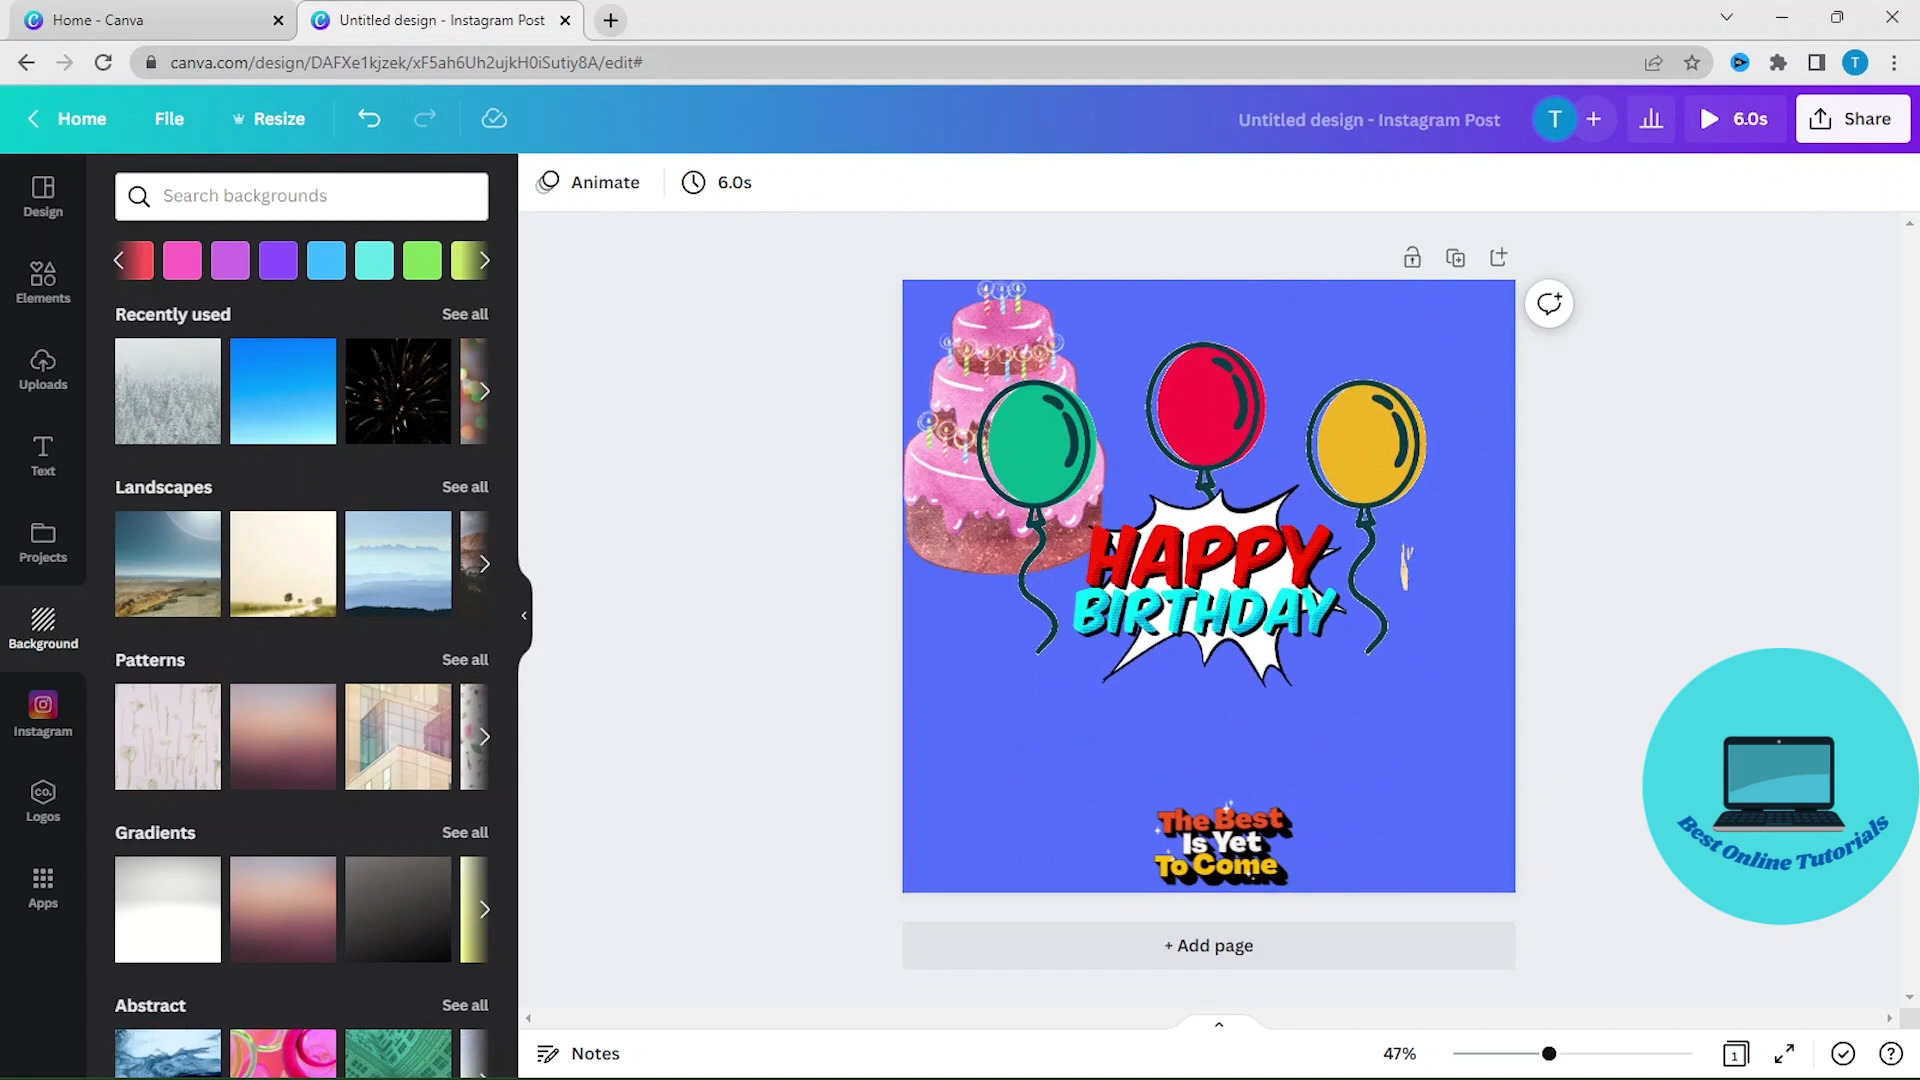 Home - Canva
Untitled design - Instagram Post
canva.com/design/DAFXe1kjzek/xF5ah6Uh2ujkH0iSutiy8A/edit#
Home
File
Resize
Untitled design - Instagram Post
T
T
6.0s
Share
Design
Elements
Uploads
Text
Projects
Background
Instagram
CO.
Logos
Apps
Search backgrounds
Recently used
See all
Landscapes
See all
Patterns
See all
Gradients
See all
Abstract
See all
Animate
6.0s
HAPPY
BIRTHDAY
The Best
Is Yet
To Come
+ Add page
Best Online Tutorials
Notes
47%
1